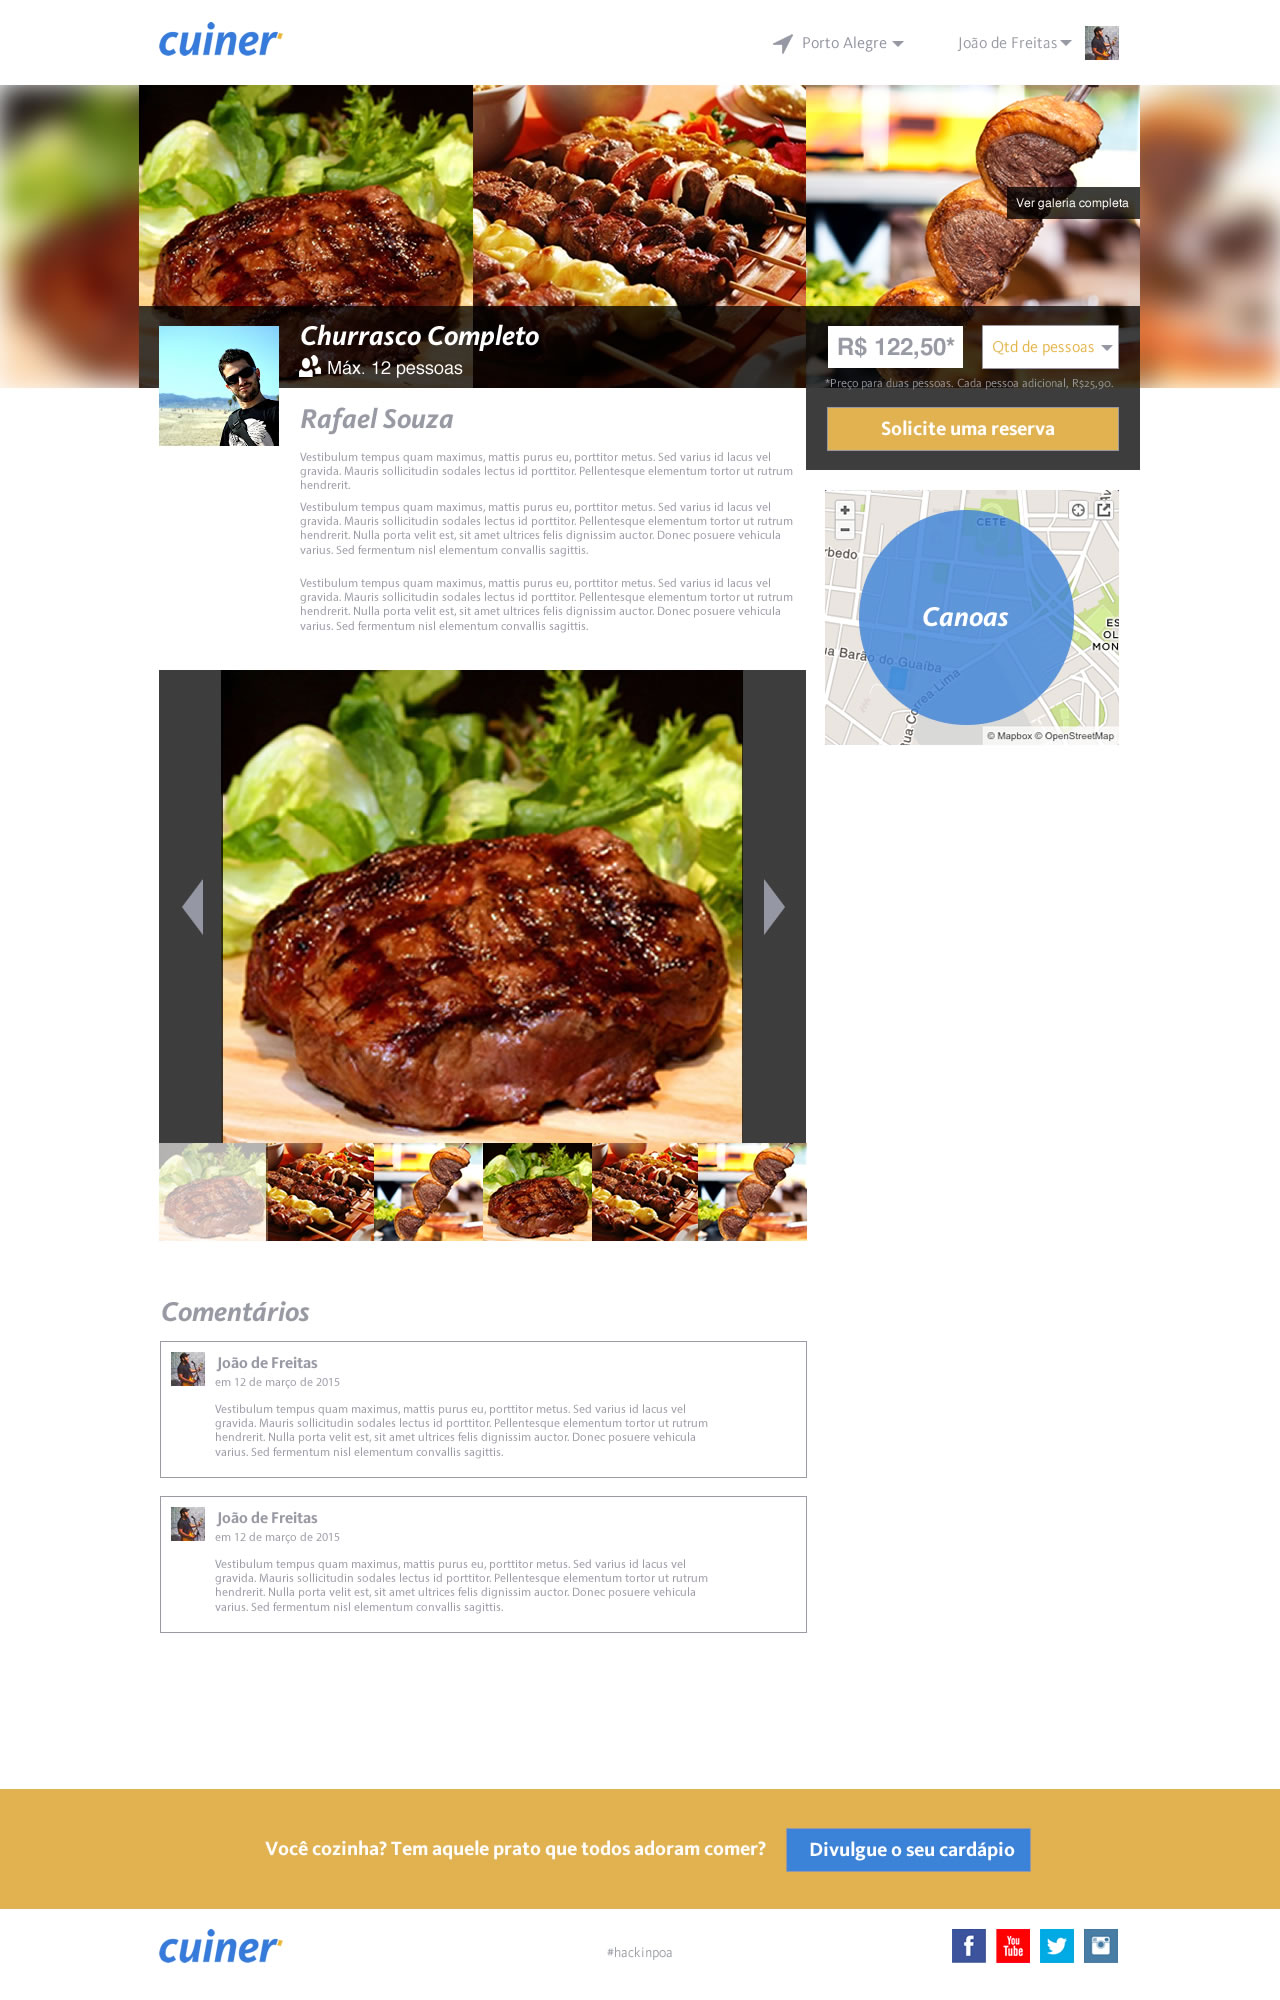 cuiner
Porto Alegre
João de Freitas
Ver galeria completa
Churrasco Completo
Máx. 12 pessoas
R$ 122,50*
Qtd de pessoas
*Preço para duas pessoas. Cada pessoa adicional, R$25,90.
Solicite uma reserva
Rafael Souza
Vestibulum tempus quam maximus, mattis purus eu, porttitor metus. Sed varius id lacus vel
gravida. Mauris sollicitudin sodales lectus id porttitor. Pellentesque elementum tortor ut rutrum
hendrerit.
Vestibulum tempus quam maximus, mattis purus eu, porttitor metus. Sed varius id lacus vel
gravida. Mauris sollicitudin sodales lectus id porttitor. Pellentesque elementum tortor ut rutrum
hendrerit. Nulla porta velit est, sit amet ultrices felis dignissim auctor. Donec posuere vehicula
varius. Sed fermentum nisl elementum convallis sagittis.
Vestibulum tempus quam maximus, mattis purus eu, porttitor metus. Sed varius id lacus vel
gravida. Mauris sollicitudin sodales lectus id porttitor. Pellentesque elementum tortor ut rutrum
hendrerit. Nulla porta velit est, sit amet ultrices felis dignissim auctor. Donec posuere vehicula
varius. Sed fermentum nisl elementum convallis sagittis.
+
CETE
-
rbedo
Canoas
ES
OL
MON
ua Barão do Guaíba
Rua Correa Lima
© Mapbox © OpenStreetMap
Comentários
João de Freitas
em 12 de março de 2015
Vestibulum tempus quam maximus, mattis purus eu, porttitor metus. Sed varius id lacus vel
gravida. Mauris sollicitudin sodales lectus id porttitor. Pellentesque elementum tortor ut rutrum
hendrerit. Nulla porta velit est, sit amet ultrices felis dignissim auctor. Donec posuere vehicula
varius. Sed fermentum nisl elementum convallis sagittis.
João de Freitas
em 12 de março de 2015
Vestibulum tempus quam maximus, mattis purus eu, porttitor metus. Sed varius id lacus vel
gravida. Mauris sollicitudin sodales lectus id porttitor. Pellentesque elementum tortor ut rutrum
hendrerit. Nulla porta velit est, sit amet ultrices felis dignissim auctor. Donec posuere vehicula
varius. Sed fermentum nisl elementum convallis sagittis.
Você cozinha? Tem aquele prato que todos adoram comer?
Divulgue o seu cardápio
cuiner
#hackinpoa
f
You
Tube